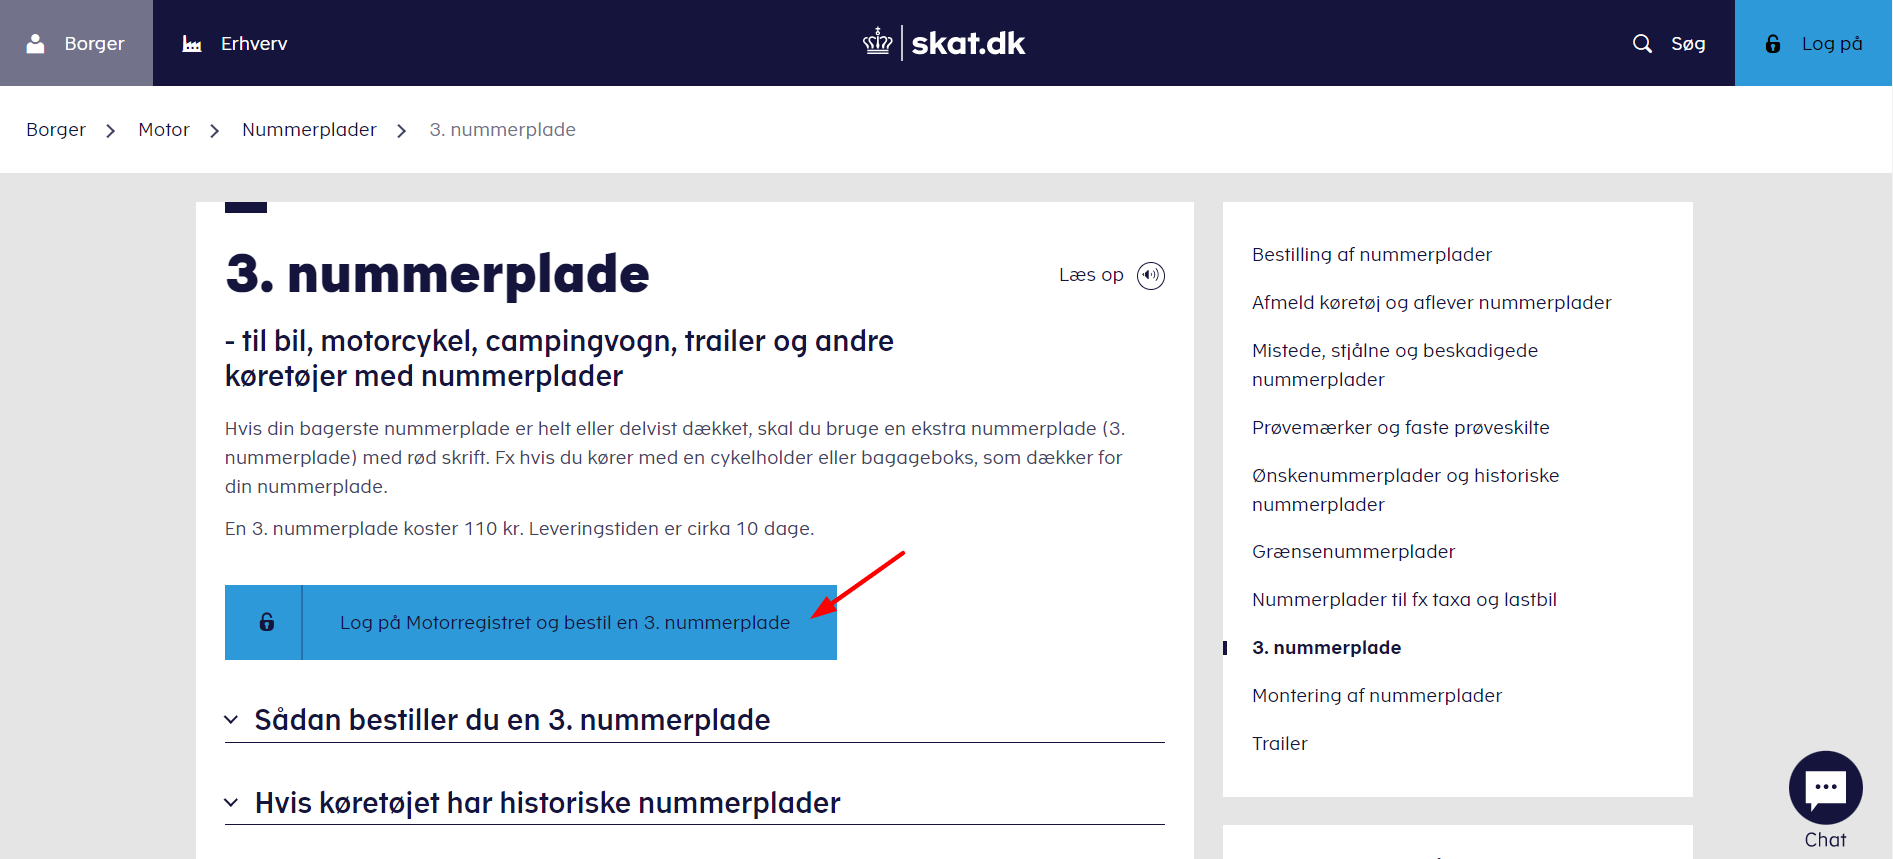 Borger
Erhverv
skat.dk
Søg
Log på
Borger
Motor
Nummerplader
3. nummerplade
3. nummerplade
Læs op
- til bil, motorcykel, campingvogn, trailer og andre
køretøjer med nummerplader
Hvis din bagerste nummerplade er helt eller delvist dækket, skal du bruge en ekstra nummerplade (3.
nummerplade) med rød skrift. Fx hvis du kører med en cykelholder eller bagageboks, som dækker for
din nummerplade.
En 3. nummerplade koster 110 kr. Leveringstiden er cirka 10 dage.
Log på Motorregistret og bestil en 3. nummerplade
Sådan bestiller du en 3. nummerplade
Hvis køretøjet har historiske nummerplader
Bestilling af nummerplader
Afmeld køretøj og aflever nummerplader
Mistede, stjålne og beskadigede
nummerplader
Prøvemærker og faste prøveskilte
Ønskenummerplader og historiske
nummerplader
Grænsenummerplader
Nummerplader til fx taxa og lastbil
3. nummerplade
Montering af nummerplader
Trailer
Chat